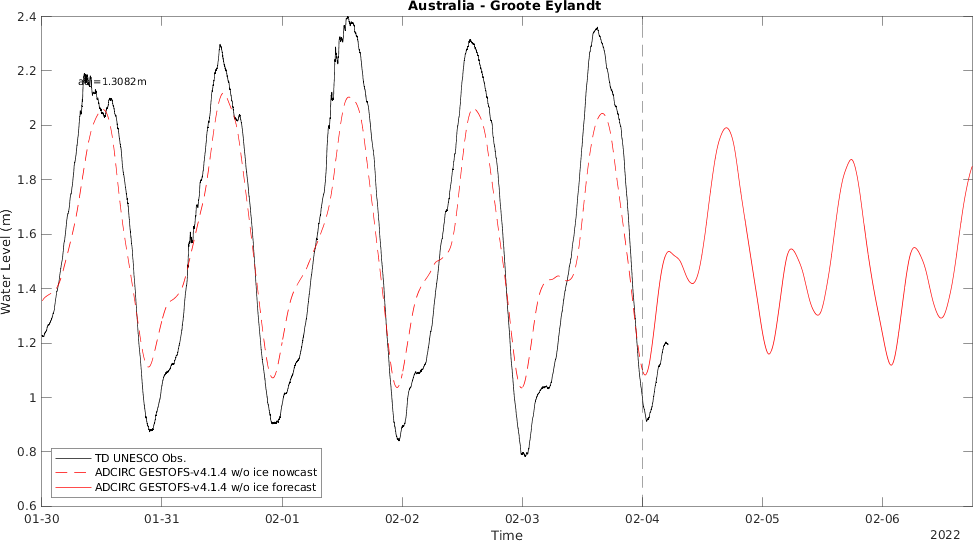 Australia - Groote Eylandt
2.4
2.2
2
1.8
1.6
1.4
1.2
1
0.8
0.6
Water Level (m)
=1.3082m
TD UNESCO Obs.
ADCIRC GESTOFS-v4.1.4 w/o ice nowcast
ADCIRC GESTOFS-v4.1.4 w/o ice forecast
01-30 01-31 02-01 02-02 02-03 02-04 02-05 02-06
Time
2022